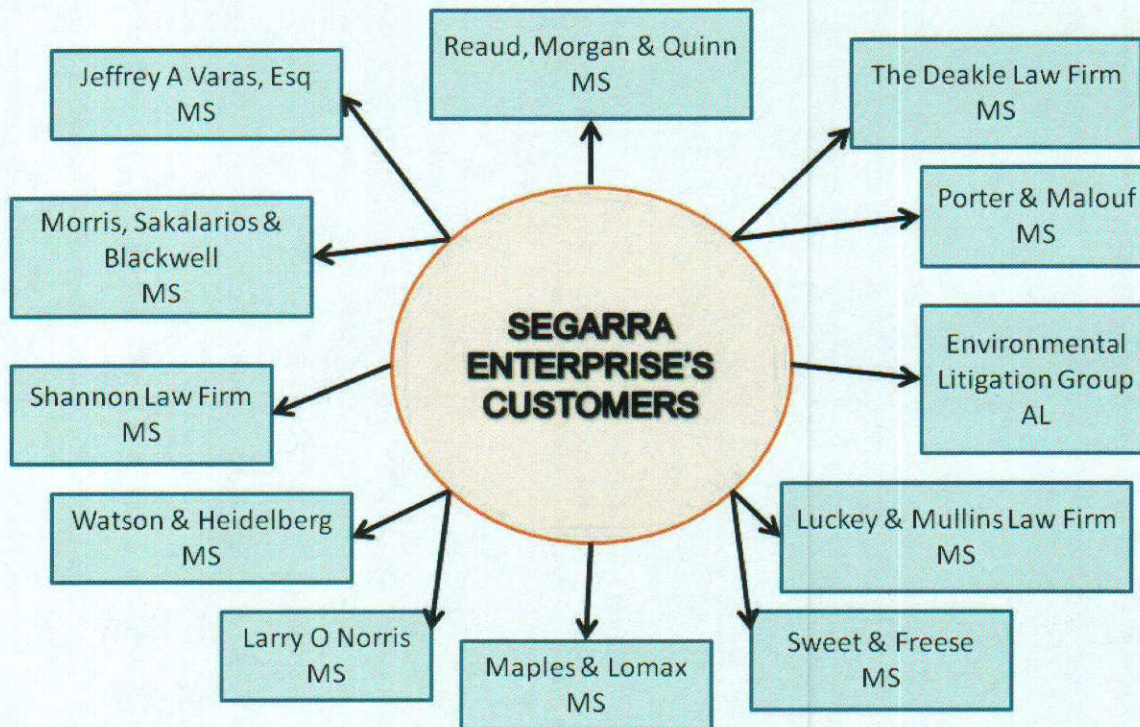 Reaud, Morgan & Quinn
MS
Jeffrey A Varas, Esq
MS
The Deakle Law Firm
MS
Morris, Sakalarios &
Blackwell
MS
Porter & Malouf
MS
SEGARRA
ENTERPRISE'S
CUSTOMERS
Environmental
Litigation Group
AL
Shannon Law Firm
MS
Watson & Heidelberg
MS
Luckey & Mullins Law Firm
MS
Larry O Norris
MS
Maples & Lomax
MS
Sweet & Freese
MS